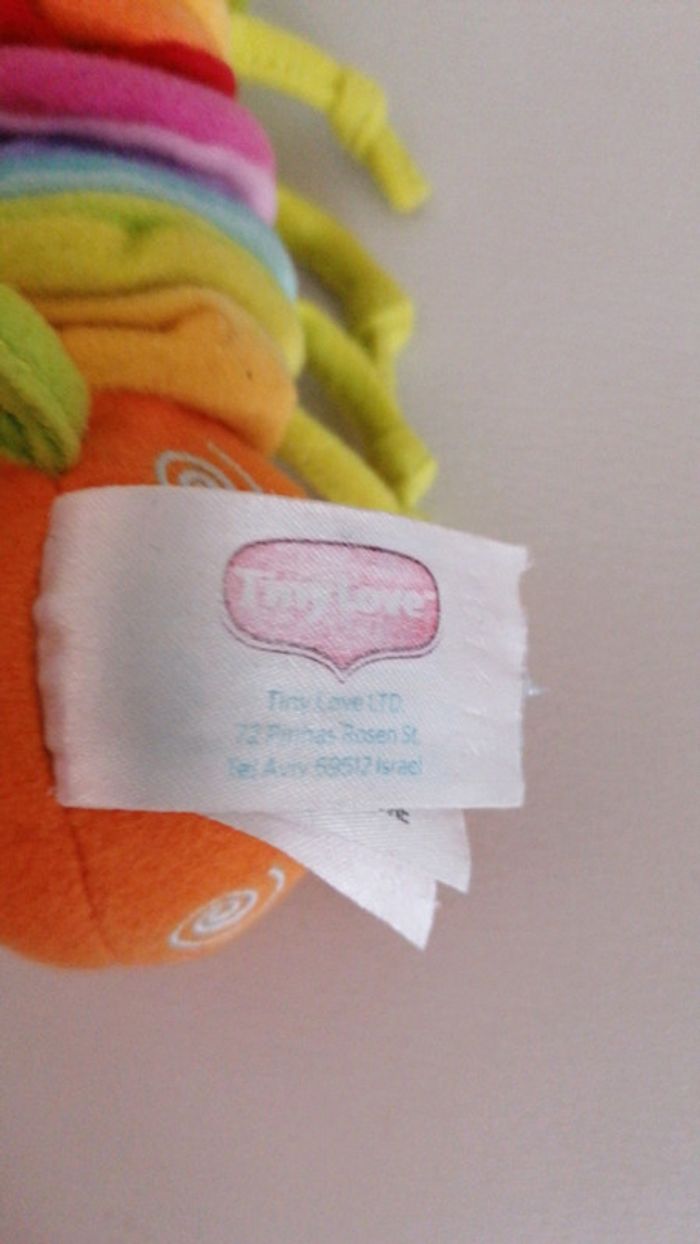 Tiny Love
Tiny Love LTD.
72 Pinhas Rosen St.
Tel Aviv 69512 Israel